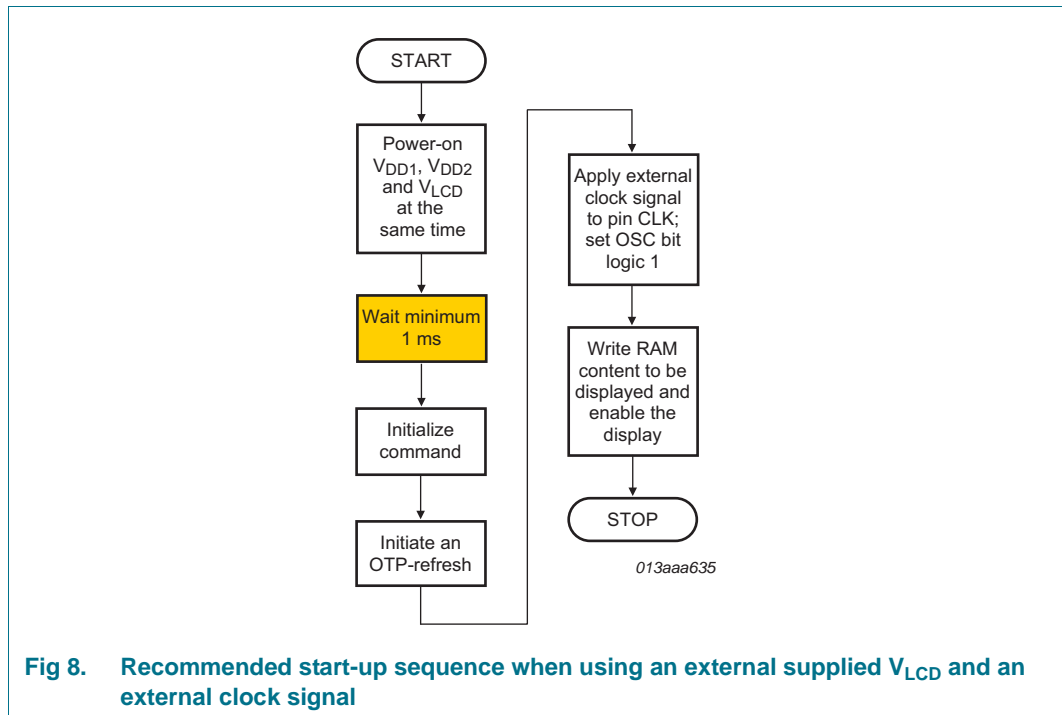 START
Power-on
VDD1, VDD2
and VLCD
at the
same time
Wait minimum
1 ms
Initialize
command
Initiate an
OTP-refresh
Apply external
clock signal
to pin CLK;
set OSC bit
logic 1
Write RAM
content to be
displayed and
enable the
display
STOP
013aaa635
Fig 8. Recommended start-up sequence when using an external supplied VLCD and an
external clock signal